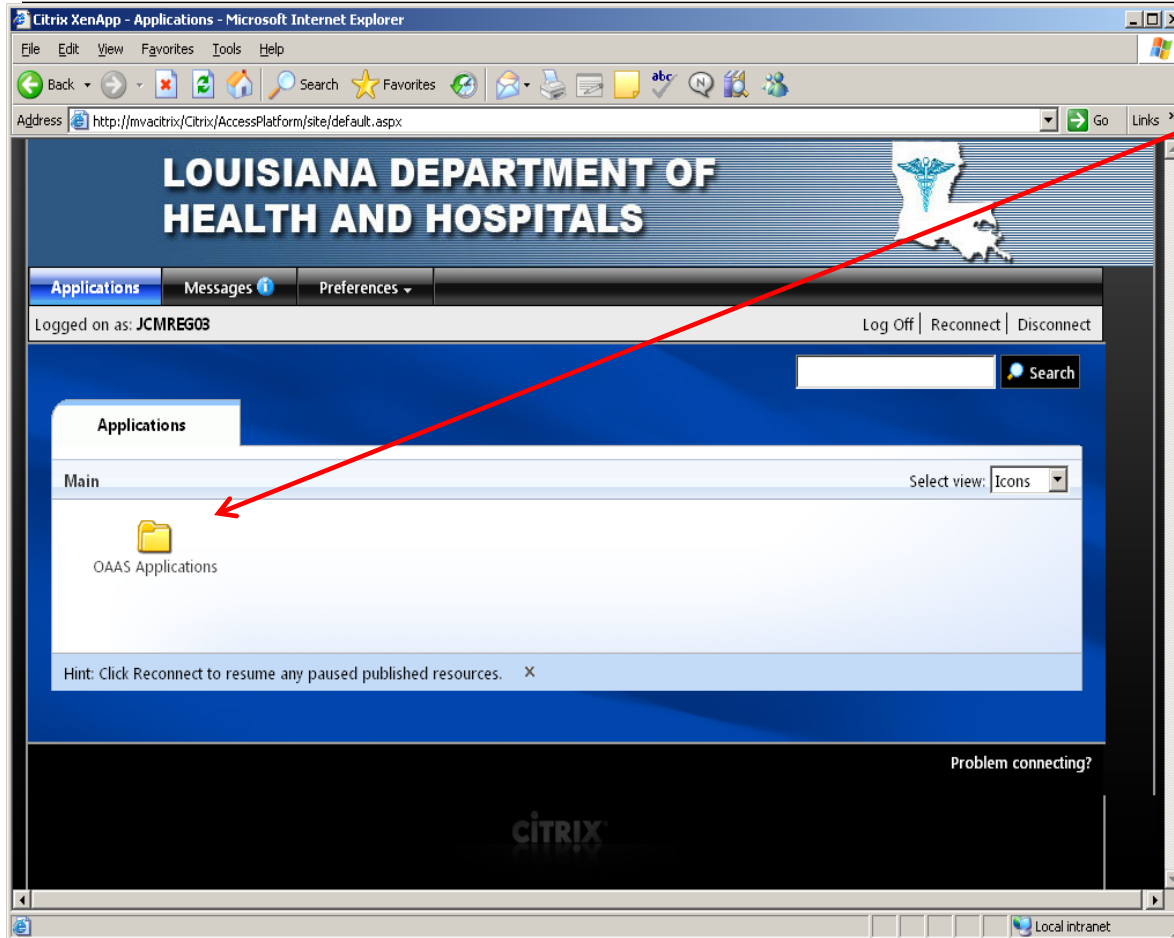 Citrix XenApp - Applications - Microsoft Internet Explorer
File Edit View Favorites Tools Help
Back Search Favorites abc
Address http://mvacitrix/Citrix/AccessPlatform/site/default.aspx Go Links »
LOUISIANA DEPARTMENT OF
HEALTH AND HOSPITALS
Applications Messages Preferences
Logged on as: JCMREG03 Log Off | Reconnect | Disconnect
Search
Applications
Main Select view: Icons
OAAS Applications
Hint: Click Reconnect to resume any paused published resources. X
Problem connecting?
CİTRIX
Local intranet